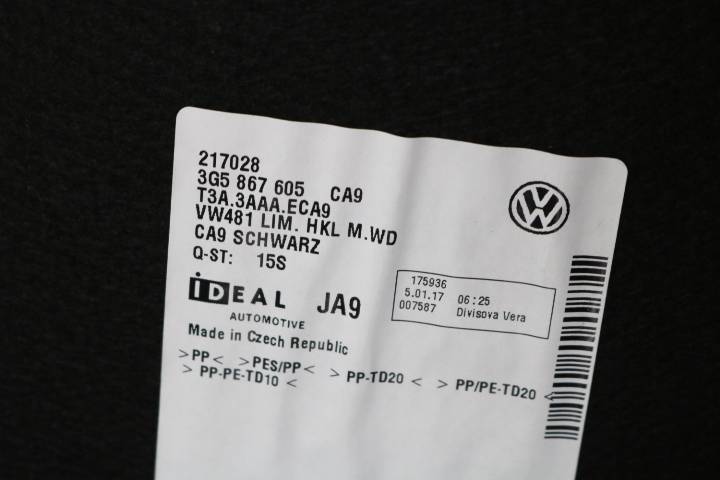 217028
3G5 867 605 CA9
T3A.3AAA.ECA9
VW481 LIM. HKL M.WD
CA9 SCHWARZ
Q-ST: 15S
iDEAL JA9
AUTOMOTIVE
Made in Czech Republic
>PP< >PES/PP< > PP-TD20 < > PP/PE-TD20 <
> PP-PE-TD10 <
VW
175936
5.01.17 06:25
007587 Divisova Vera